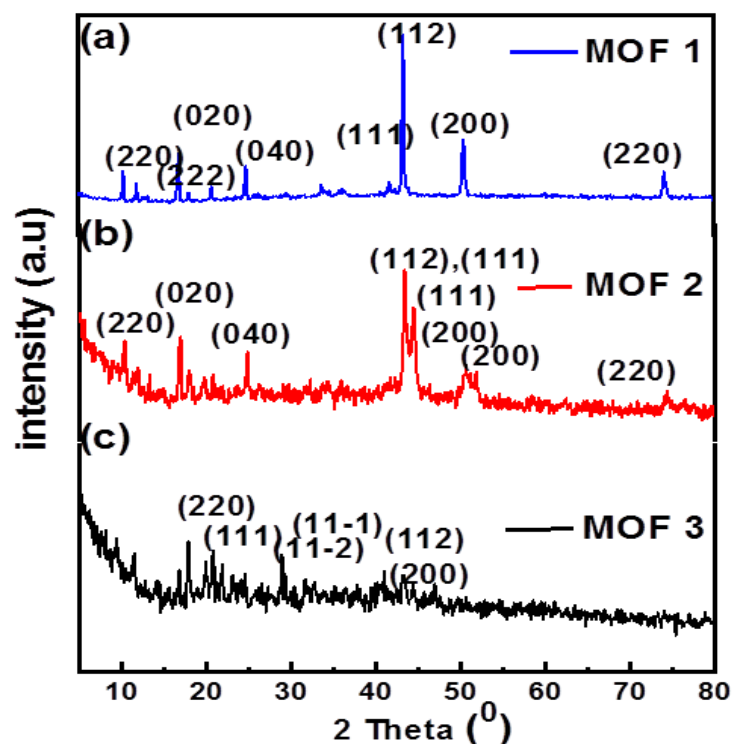 (a)
(112)
MOF 1
(020)
(220)
(222)
(040)
(111)
(200)
(220)
(b)
(112),(111)
MOF 2
(020)
(111)
(220)
(040)
(200)
(200)
(220)
(c)
(220)
(111)
(11-1)
(11-2)
(112)
MOF 3
(200)
intensity (a.u)
10 20 30 40 50 60 70 80
2 Theta (0)